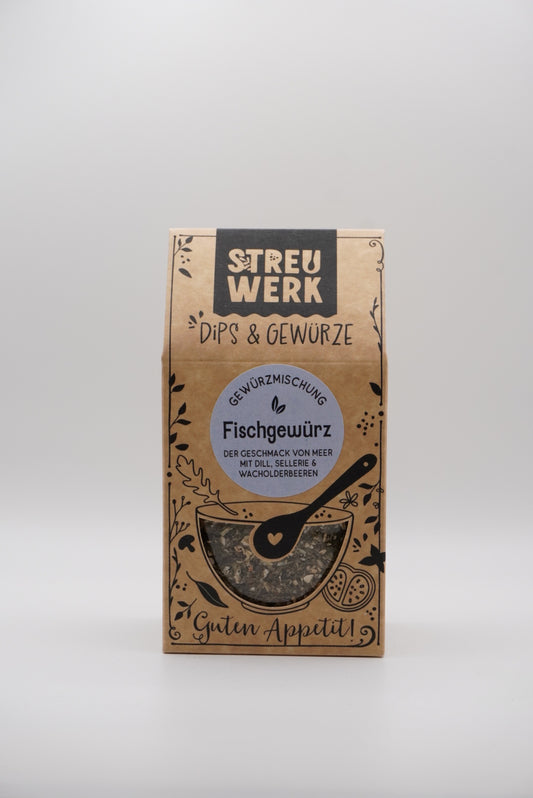 STREU
WERK
DiPS & GEWÜRZE
GEWÜRZMISCHUNG
Fischgewürz
DER GESCHMACK VON MEER
MIT DILL, SELLERIE &
WACHOLDERBEEREN
Guten Appetit!